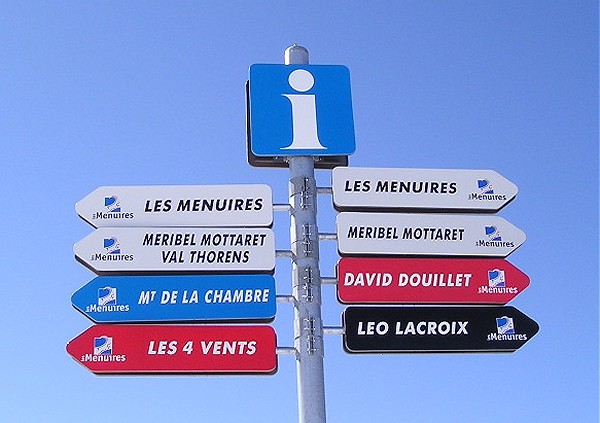 i
les Menuires LES MENUIRES
les Menuires MERIBEL MOTTARET
VAL THORENS
les Menuires MT DE LA CHAMBRE
les Menuires LES 4 VENTS
LES MENUIRES les Menuires
MERIBEL MOTTARET les Menuires
DAVID DOUILLET les Menuires
LEO LACROIX les Menuires